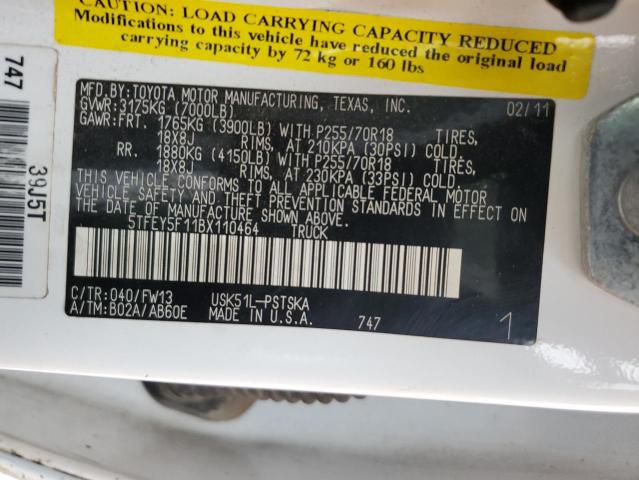 CAUTION: LOAD CARRYING CAPACITY REDUCED
Modifications to this vehicle have reduced the original load
carrying capacity by 72 kg or 160 lbs
MFD.BY: TOYOTA MOTOR MANUFACTURING, TEXAS, INC. 02/11
GVWR: 3175KG (7000LB)
GAWR: FRT. 1765KG (3900LB) WITH P255/70R18 TIRES,
18X8J RIMS, AT 210KPA (30PSI) COLD.
RR. 1880KG (4150LB) WITH P255/70R18 TIRES,
18X8J RIMS, AT 230KPA (33PSI) COLD.
THIS VEHICLE CONFORMS TO ALL APPLICABLE FEDERAL MOTOR
VEHICLE SAFETY AND THEFT PREVENTION STANDARDS IN EFFECT ON
THE DATE OF MANUFACTURE SHOWN ABOVE.
5TFEY5F11BX110464 TRUCK
C/TR: 040/FW13 USK51L-PSTSKA
A/TM: B02A/AB60E MADE IN U.S.A. 747 1
747
39J5T